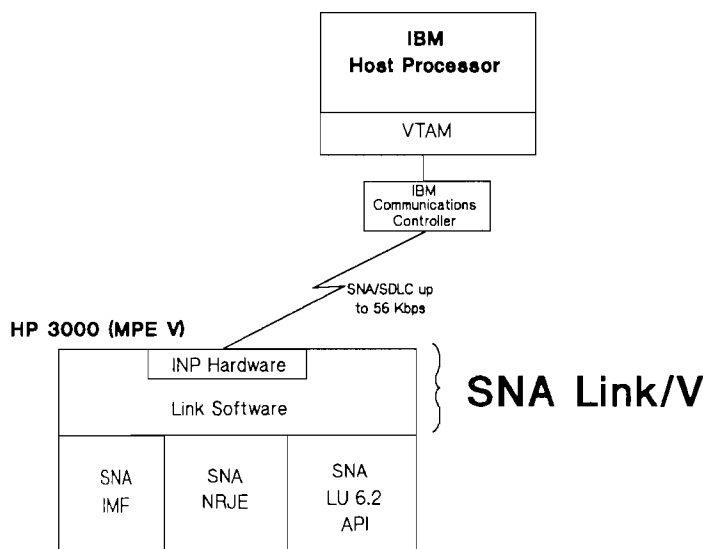 IBM
Host Processor
VTAM
IBM
Communications
Controller
SNA/SDLC up
to 56 Kbps
HP 3000 (MPE V)
INP Hardware
Link Software
SNA Link/V
SNA
IMF
SNA
NRJE
SNA
LU 6.2
API